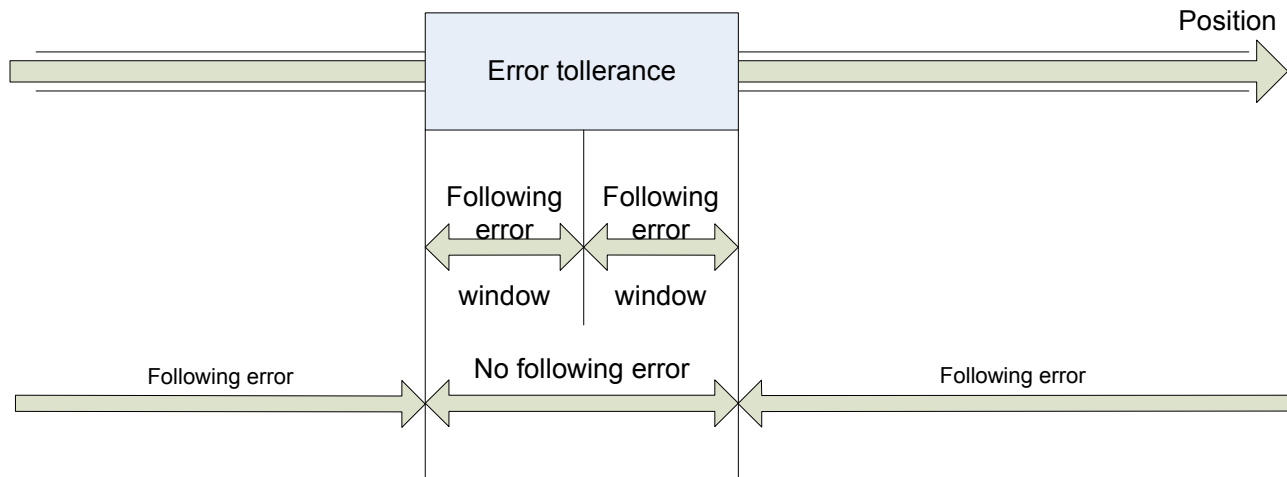 Position
Error tollerance
Following
error
window
Following
error
window
Following error
No following error
Following error